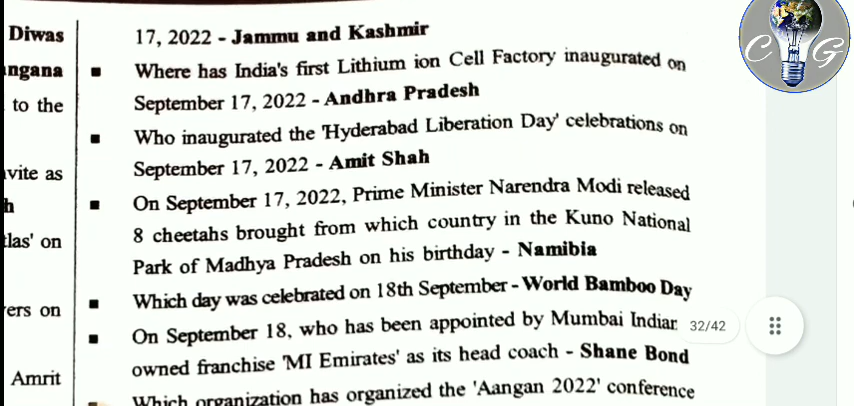 Diwas
ngana
to the
vite as
h
tlas' on
ers on
Amrit
17, 2022 - Jammu and Kashmir
▪ Where has India's first Lithium ion Cell Factory inaugurated on
September 17, 2022 - Andhra Pradesh
▪ Who inaugurated the 'Hyderabad Liberation Day' celebrations on
September 17, 2022 - Amit Shah
▪ On September 17, 2022, Prime Minister Narendra Modi released
8 cheetahs brought from which country in the Kuno National
Park of Madhya Pradesh on his birthday - Namibia
▪ Which day was celebrated on 18th September - World Bamboo Day
▪ On September 18, who has been appointed by Mumbai Indian
owned franchise 'MI Emirates' as its head coach - Shane Bond
▪ Which organization has organized the 'Aangan 2022' conference
C G
32/42